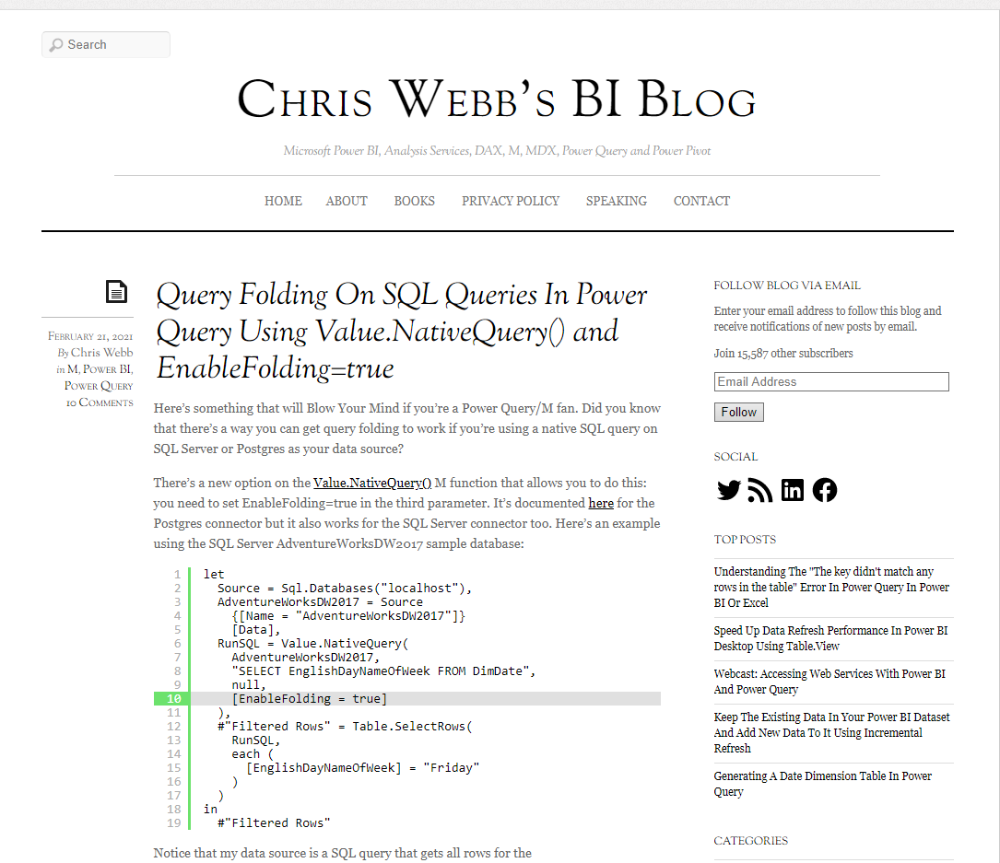 Search
Chris Webb's BI Blog
Microsoft Power BI, Analysis Services, DAX, M, MDX, Power Query and Power Pivot
HOME ABOUT BOOKS PRIVACY POLICY SPEAKING CONTACT
February 21, 2021
By Chris Webb
in M, Power BI,
Power Query
10 Comments
Query Folding On SQL Queries In Power
Query Using Value.NativeQuery() and
EnableFolding=true
Here's something that will Blow Your Mind if you're a Power Query/M fan. Did you know
that there's a way you can get query folding to work if you're using a native SQL query on
SQL Server or Postgres as your data source?
There's a new option on the Value.NativeQuery() M function that allows you to do this:
you need to set EnableFolding=true in the third parameter. It's documented here for the
Postgres connector but it also works for the SQL Server connector too. Here's an example
using the SQL Server AdventureWorksDW2017 sample database:
1 let
2   Source = Sql.Databases("localhost"),
3   AdventureWorksDW2017 = Source
4     {[Name = "AdventureWorksDW2017"]}
5     [Data],
6   RunSQL = Value.NativeQuery(
7     AdventureWorksDW2017,
8     "SELECT EnglishDayNameOfWeek FROM DimDate",
9     null,
10     [EnableFolding = true]
11   ),
12   #"Filtered Rows" = Table.SelectRows(
13     RunSQL,
14     each (
15       [EnglishDayNameOfWeek] = "Friday"
16     )
17   )
18 in
19   #"Filtered Rows"
Notice that my data source is a SQL query that gets all rows for the
FOLLOW BLOG VIA EMAIL
Enter your email address to follow this blog and
receive notifications of new posts by email.
Join 15,587 other subscribers
Email Address
Follow
SOCIAL
TOP POSTS
Understanding The "The key didn't match any
rows in the table" Error In Power Query In Power
BI Or Excel
Speed Up Data Refresh Performance In Power BI
Desktop Using Table.View
Webcast: Accessing Web Services With Power BI
And Power Query
Keep The Existing Data In Your Power BI Dataset
And Add New Data To It Using Incremental
Refresh
Generating A Date Dimension Table In Power
Query
CATEGORIES